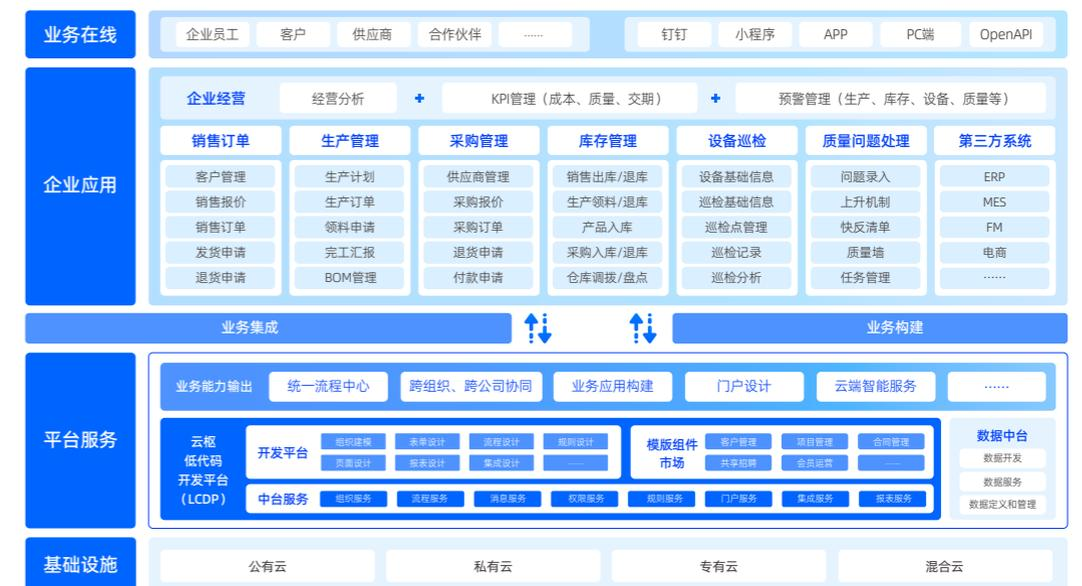 业务在线
企业员工 客户 供应商 合作伙伴 ......
钉钉 小程序 APP PC端 OpenAPI
企业应用
企业经营 经营分析 + KPI管理（成本、质量、交期） + 预警管理（生产、库存、设备、质量等）
销售订单 生产管理 采购管理 库存管理 设备巡检 质量问题处理 第三方系统
客户管理 生产计划 供应商管理 销售出库/退库 设备基础信息 问题录入 ERP
销售报价 生产订单 采购报价 生产领料/退库 巡检基础信息 上升机制 MES
销售订单 领料申请 采购订单 产品入库 巡检点管理 快反清单 FM
发货申请 完工汇报 退货申请 采购入库/退库 巡检记录 质量墙 电商
退货申请 BOM管理 付款申请 仓库调拨/盘点 巡检分析 任务管理 ......
业务集成 业务构建
平台服务
业务能力输出 统一流程中心 跨组织、跨公司协同 业务应用构建 门户设计 云端智能服务 ......
云枢
低代码
开发平台
（LCDP）
开发平台
组织建模 表单设计 流程设计 规则设计
页面设计 报表设计 集成设计 ......
模版组件
市场
客户管理 项目管理 合同管理
共享招聘 会员运营 ......
中台服务 组织服务 流程服务 消息服务 权限服务 规则服务 门户服务 集成服务 报表服务
数据中台
数据开发
数据服务
数据定义和管理
基础设施
公有云 私有云 专有云 混合云